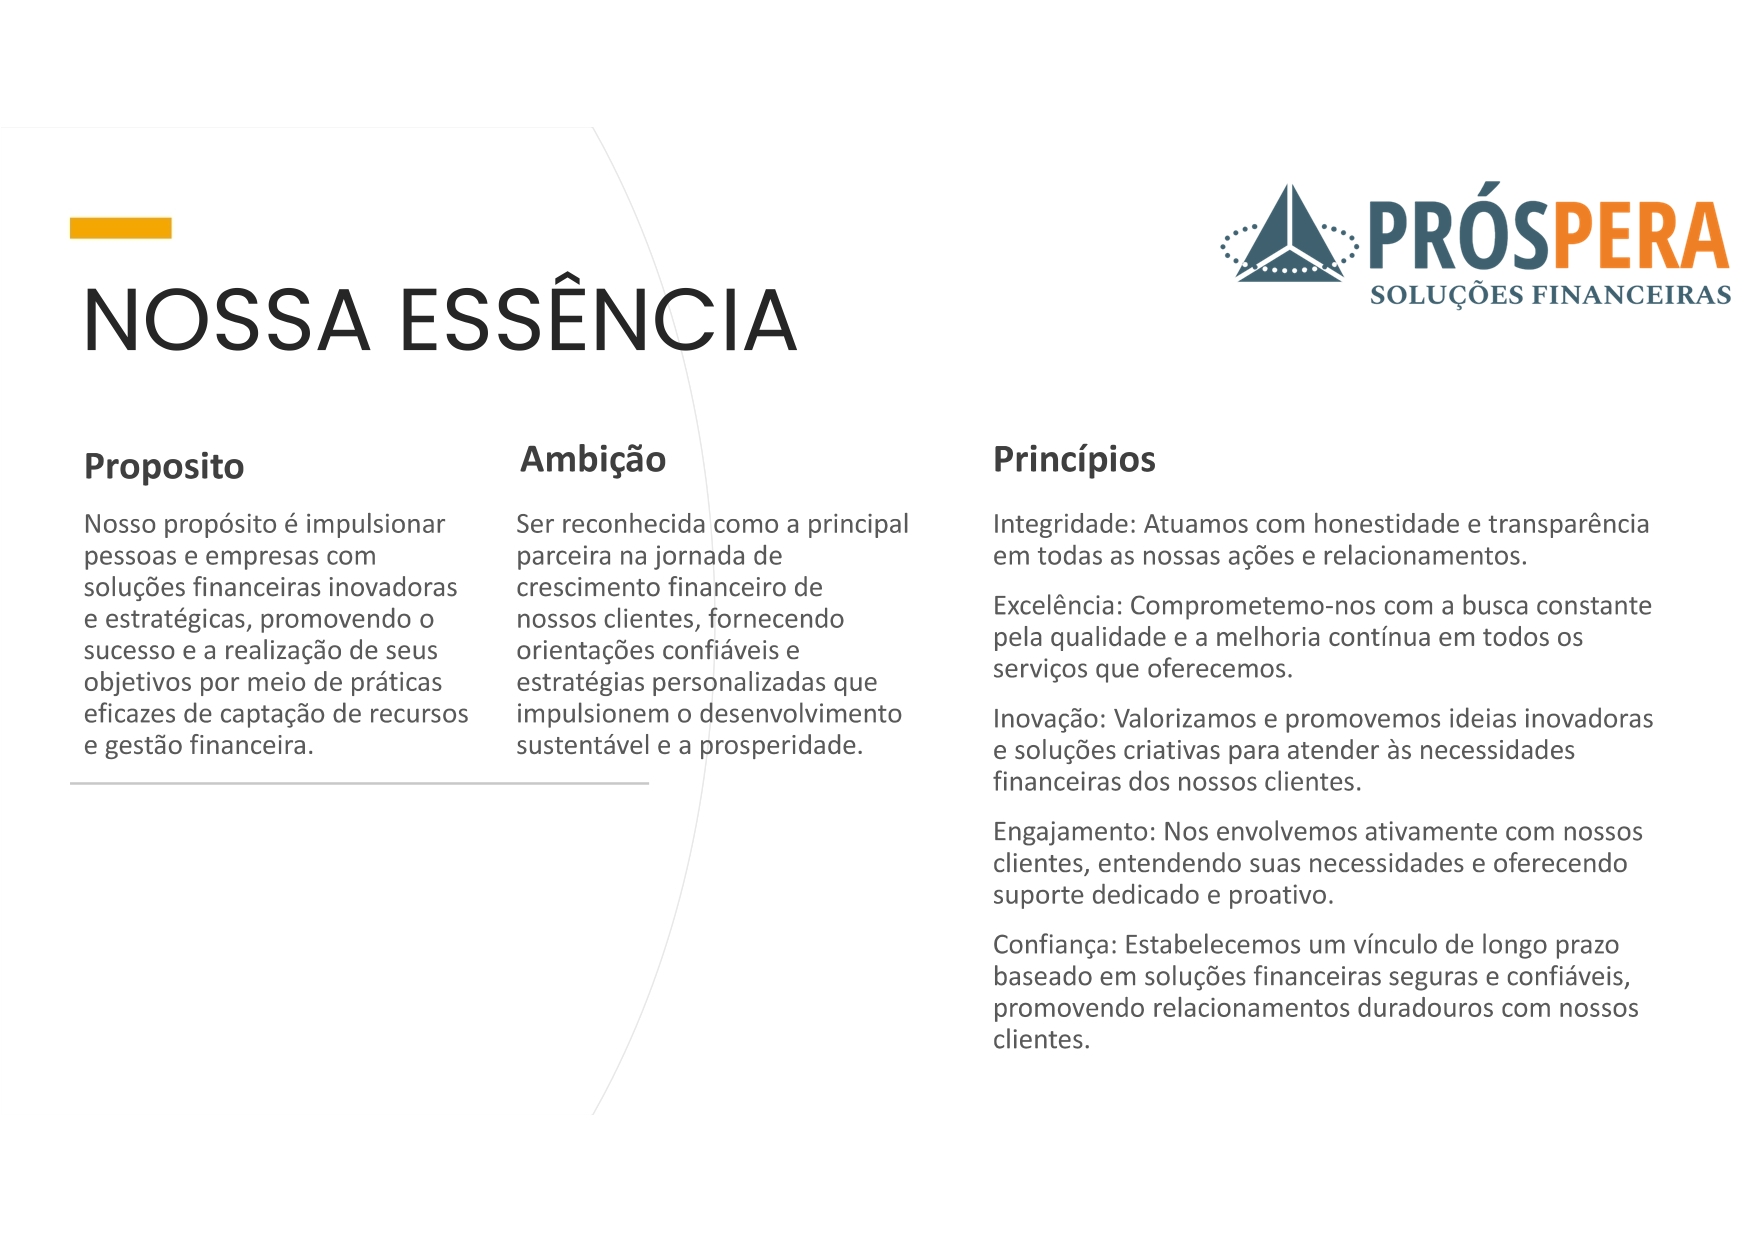 PRÓSPERA
SOLUÇÕES FINANCEIRAS
NOSSA ESSÊNCIA
Proposito
Nosso propósito é impulsionar
pessoas e empresas com
soluções financeiras inovadoras
e estratégicas, promovendo o
sucesso e a realização de seus
objetivos por meio de práticas
eficazes de captação de recursos
e gestão financeira.
Ambição
Ser reconhecida como a principal
parceira na jornada de
crescimento financeiro de
nossos clientes, fornecendo
orientações confiáveis e
estratégias personalizadas que
impulsionem o desenvolvimento
sustentável e a prosperidade.
Princípios
Integridade: Atuamos com honestidade e transparência
em todas as nossas ações e relacionamentos.
Excelência: Comprometemo-nos com a busca constante
pela qualidade e a melhoria contínua em todos os
serviços que oferecemos.
Inovação: Valorizamos e promovemos ideias inovadoras
e soluções criativas para atender às necessidades
financeiras dos nossos clientes.
Engajamento: Nos envolvemos ativamente com nossos
clientes, entendendo suas necessidades e oferecendo
suporte dedicado e proativo.
Confiança: Estabelecemos um vínculo de longo prazo
baseado em soluções financeiras seguras e confiáveis,
promovendo relacionamentos duradouros com nossos
clientes.